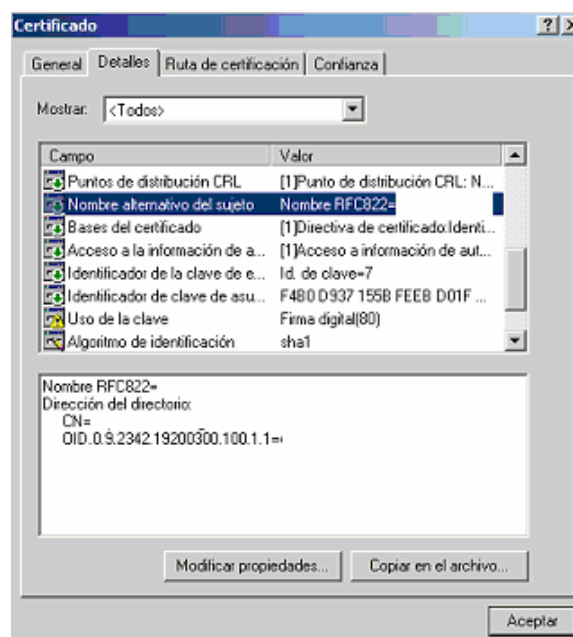 Certificado
General Detalles Ruta de certificación Confianza
Mostrar: <Todos>
Campo Valor
Puntos de distribución CRL [1]Punto de distribución CRL: N...
Nombre alternativo del sujeto Nombre RFC822=
Bases del certificado [1]Directiva de certificado:Identi...
Acceso a la información de a... [1]Acceso a información de aut...
Identificador de la clave de e... Id. de clave=7
Identificador de clave de asu... F480 D937 155B FEEB D01F ...
Uso de la clave Firma digital(80)
Algoritmo de identificación sha1
Nombre RFC822=
Dirección del directorio:
CN=
OID.0.9.2342.19200300.100.1.1=
Modificar propiedades... Copiar en el archivo...
Aceptar